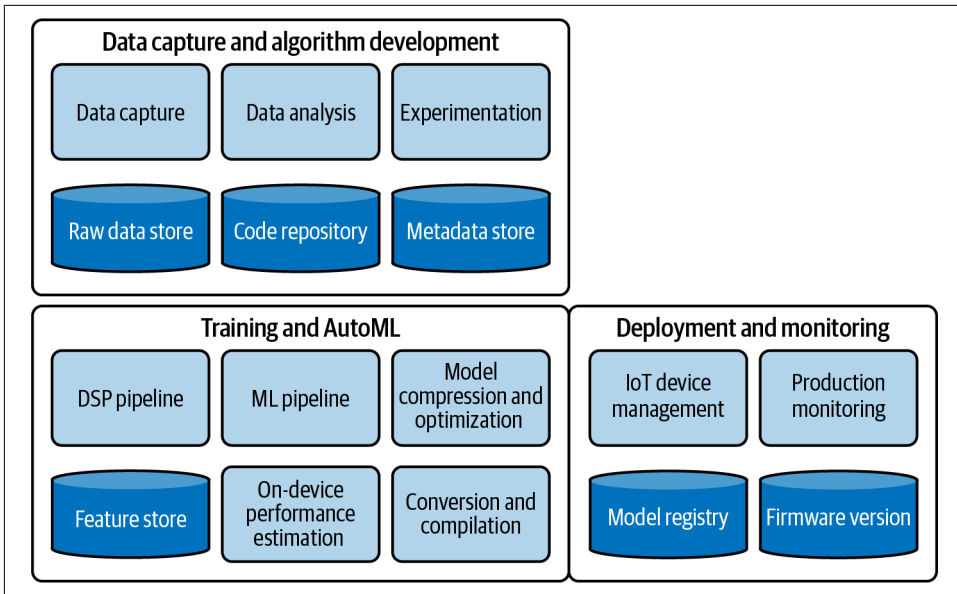 Data capture and algorithm development
Data capture
Data analysis
Experimentation
Raw data store
Code repository
Metadata store
Training and AutoML
DSP pipeline
ML pipeline
Model
compression and
optimization
Feature store
On-device
performance
estimation
Conversion and
compilation
Deployment and monitoring
IoT device
management
Production
monitoring
Model registry
Firmware version